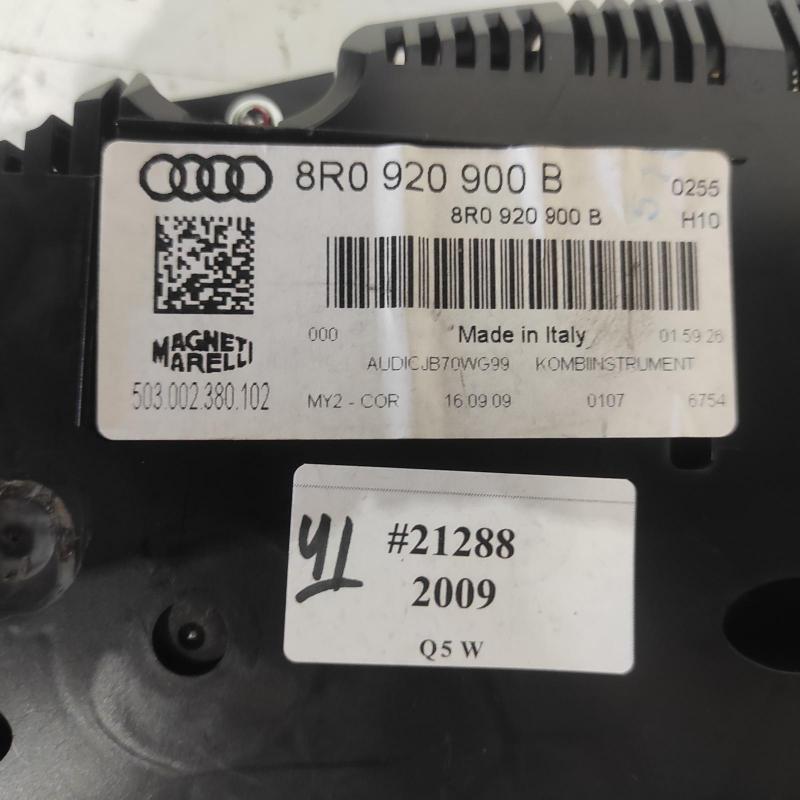 8R0 920 900 B
0255
8R0 920 900 B
H10
000
Made in Italy
01:59:26
MAGNETI
MARELLI
AUDICJB70WG99 KOMBIINSTRUMENT
503.002.380.102
MY2 - COR
16.09.09
0107
6754
#21288
2009
Q5 W